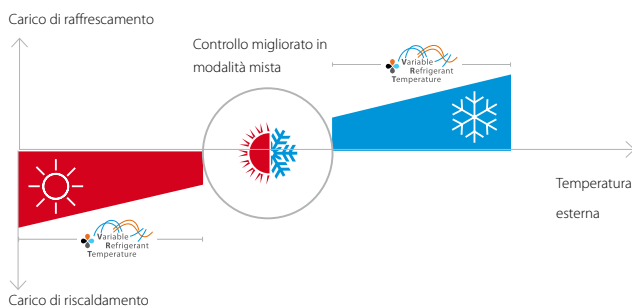 Carico di raffrescamento
Controllo migliorato in
modalità mista
Variable
Refrigerant
Temperature
Temperatura
esterna
Variable
Refrigerant
Temperature
Carico di riscaldamento